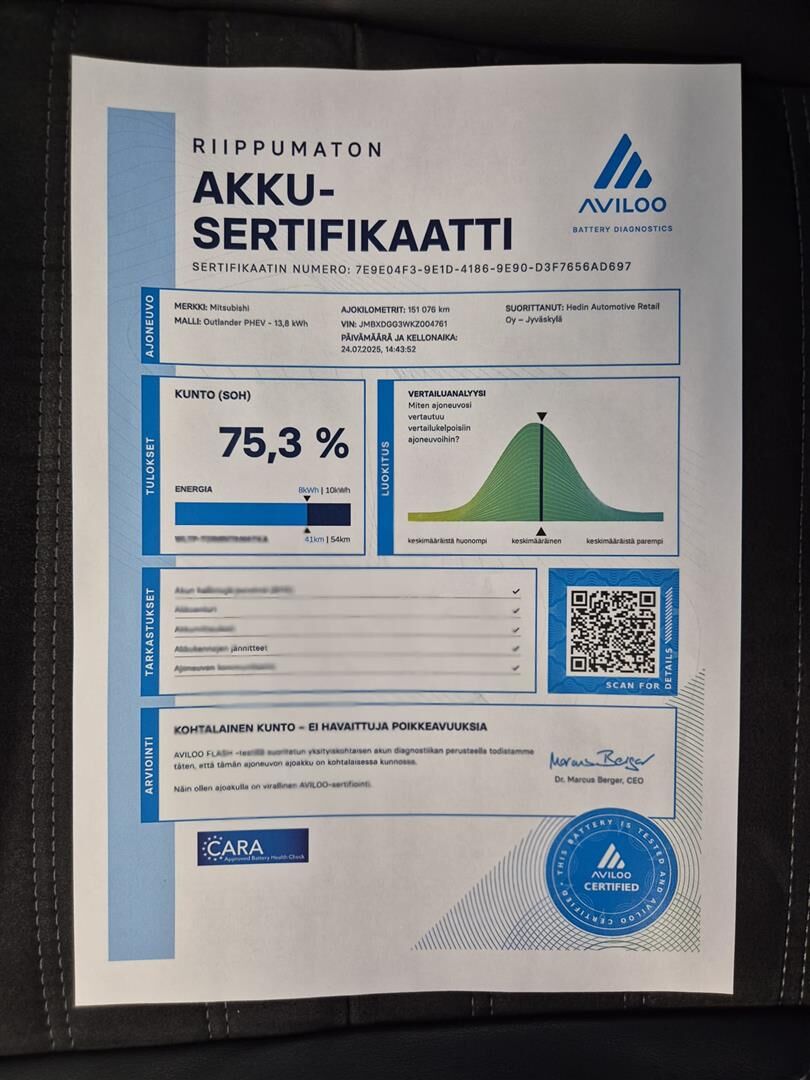 RIIPPUMATON
AKKU-
SERTIFIKAATTI
AVILOO
BATTERY DIAGNOSTICS
SERTIFIKAATIN NUMERO: 7E9E04F3-9E1D-4186-9E90-D3F7656AD697
AJONEUVO
MERKKI: Mitsubishi
MALLI: Outlander PHEV - 13,8 kWh
AJOKILOMETRIT: 151 076 km
VIN: JMBXDGG3WKZ004761
PÄIVÄMÄÄRÄ JA KELLONAIKA:
24.07.2025, 14:43:52
SUORITTANUT: Hedin Automotive Retail
Oy – Jyväskylä
TULOKSET
KUNTO (SOH)
75,3 %
ENERGIA
8kWh | 10kWh
41km | 54km
LUOKITUS
VERTAILUANALYYSI
Miten ajoneuvosi
vertautuu
vertailukelpoisiin
ajoneuvoihin?
keskimääräistä huonompi
keskimääräinen
keskimääräistä parempi
TARKASTUKSET
jännitteet
SCAN FOR DETAILS
ARVIOINTI
KOHTALAINEN KUNTO – EI HAVAITTUJA POIKKEAVUUKSIA
AVILOO FLASH -testillä suoritetun yksityiskohtaisen akun diagnostiikan perusteella todistamme
täten, että tämän ajoneuvon ajoakku on kohtalaisessa kunnossa.
Näin ollen ajoakulla on virallinen AVILOO-sertifiointi.
Marcus Berger
Dr. Marcus Berger, CEO
CARA
Approved Battery Health Check
THIS BATTERY IS TESTED AND AVILOO CERTIFIED
AVILOO
CERTIFIED